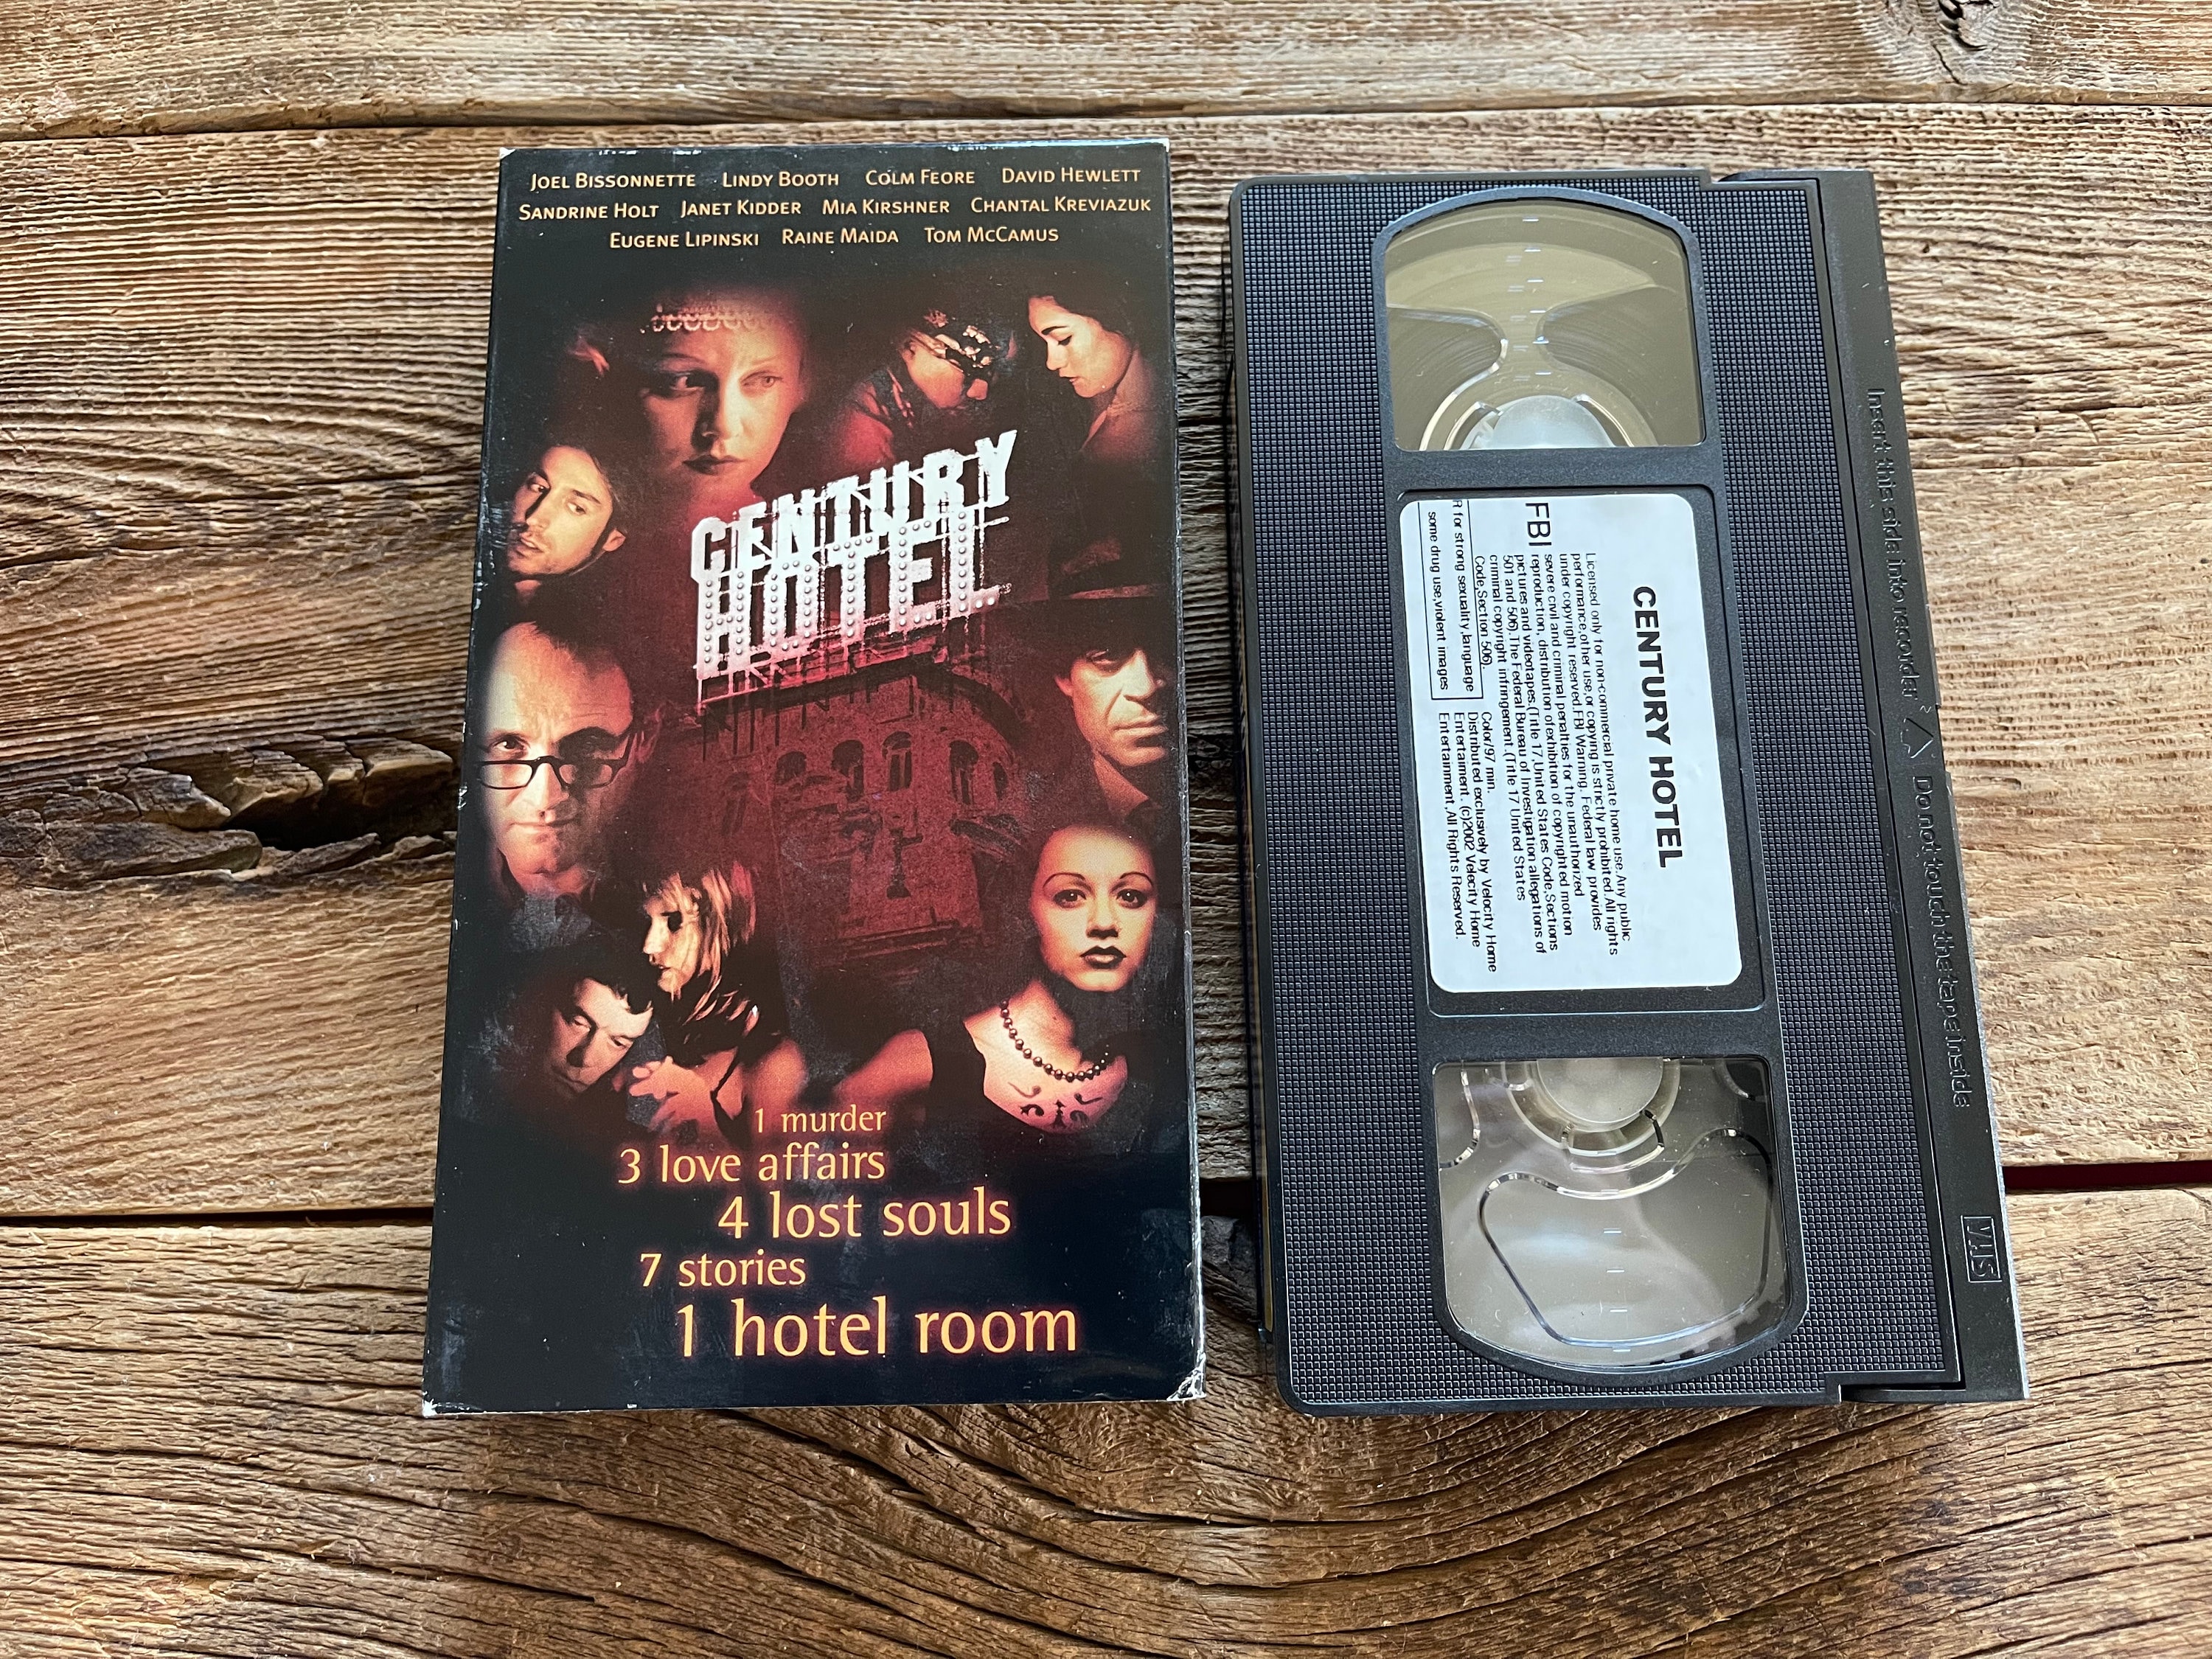 JOEL BISSONNETTE LINDY BOOTH COLM FEORE DAVID HEWLETT
SANDRINE HOLT JANET KIDDER MIA KIRSHNER CHANTAL KREVIAZUK
EUGENE LIPINSKI RAINE MAIDA TOM MCCAMUS
CENTURY
HOTEL
1 murder
3 love affairs
4 lost souls
7 stories
1 hotel room
CENTURY HOTEL
Licensed only for non-commercial private home use.Any public
performance,other use,or copying is strictly prohibited.All rights
under copyright reserved.FBI Warning, Federal law provides
severe civil and criminal penalties for the unauthorized
reproduction, distribution of exhibition of copyrighted motion
pictures and videotapes.(Title 17,United States Code,Sections
501 and 506).The Federal Bureau of Investigation allegations of
criminal copyright infringement.(Title 17 United States
Code,Section 506).
FBI
R for strong sexuality,language
some drug use,violent images
Color/97 min.
Distributed exclusively by Velocity Home
Entertainment. (c)2002 Velocity Home
Entertainment,All Rights Reserved.
Insert this side into recorder
Do not touch the tape inside
VHS